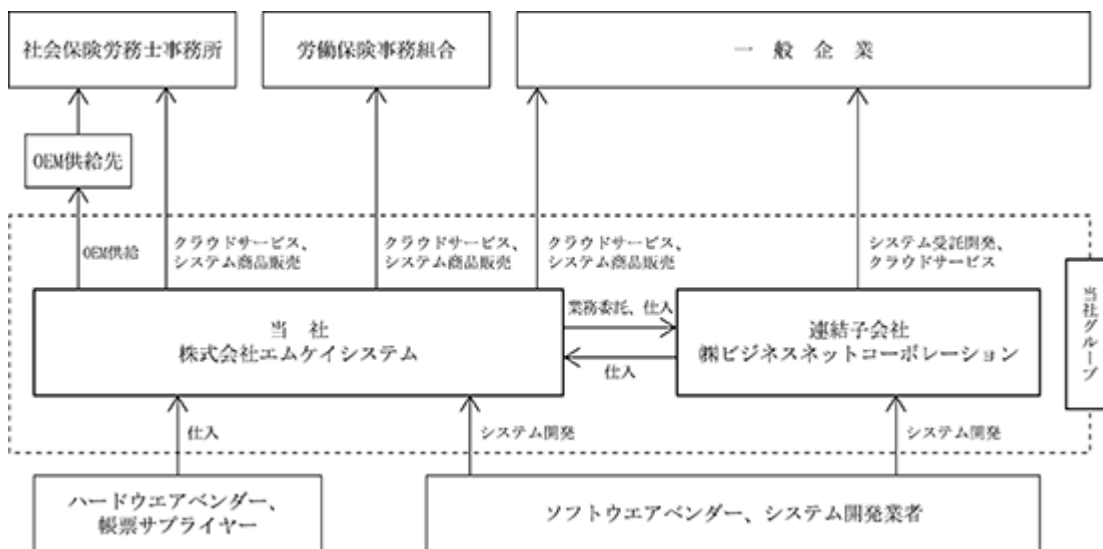 社会保険労務士事務所
労働保険事務組合
一般企業
OEM供給先
OEM供給
クラウドサービス、
システム商品販売
クラウドサービス、
システム商品販売
クラウドサービス、
システム商品販売
システム受託開発、
クラウドサービス
当社グループ
当社
株式会社エムケイシステム
業務委託、仕入
仕入
連結子会社
㈱ビジネスネットコーポレーション
仕入
システム開発
システム開発
ハードウエアベンダー、
帳票サプライヤー
ソフトウエアベンダー、システム開発業者